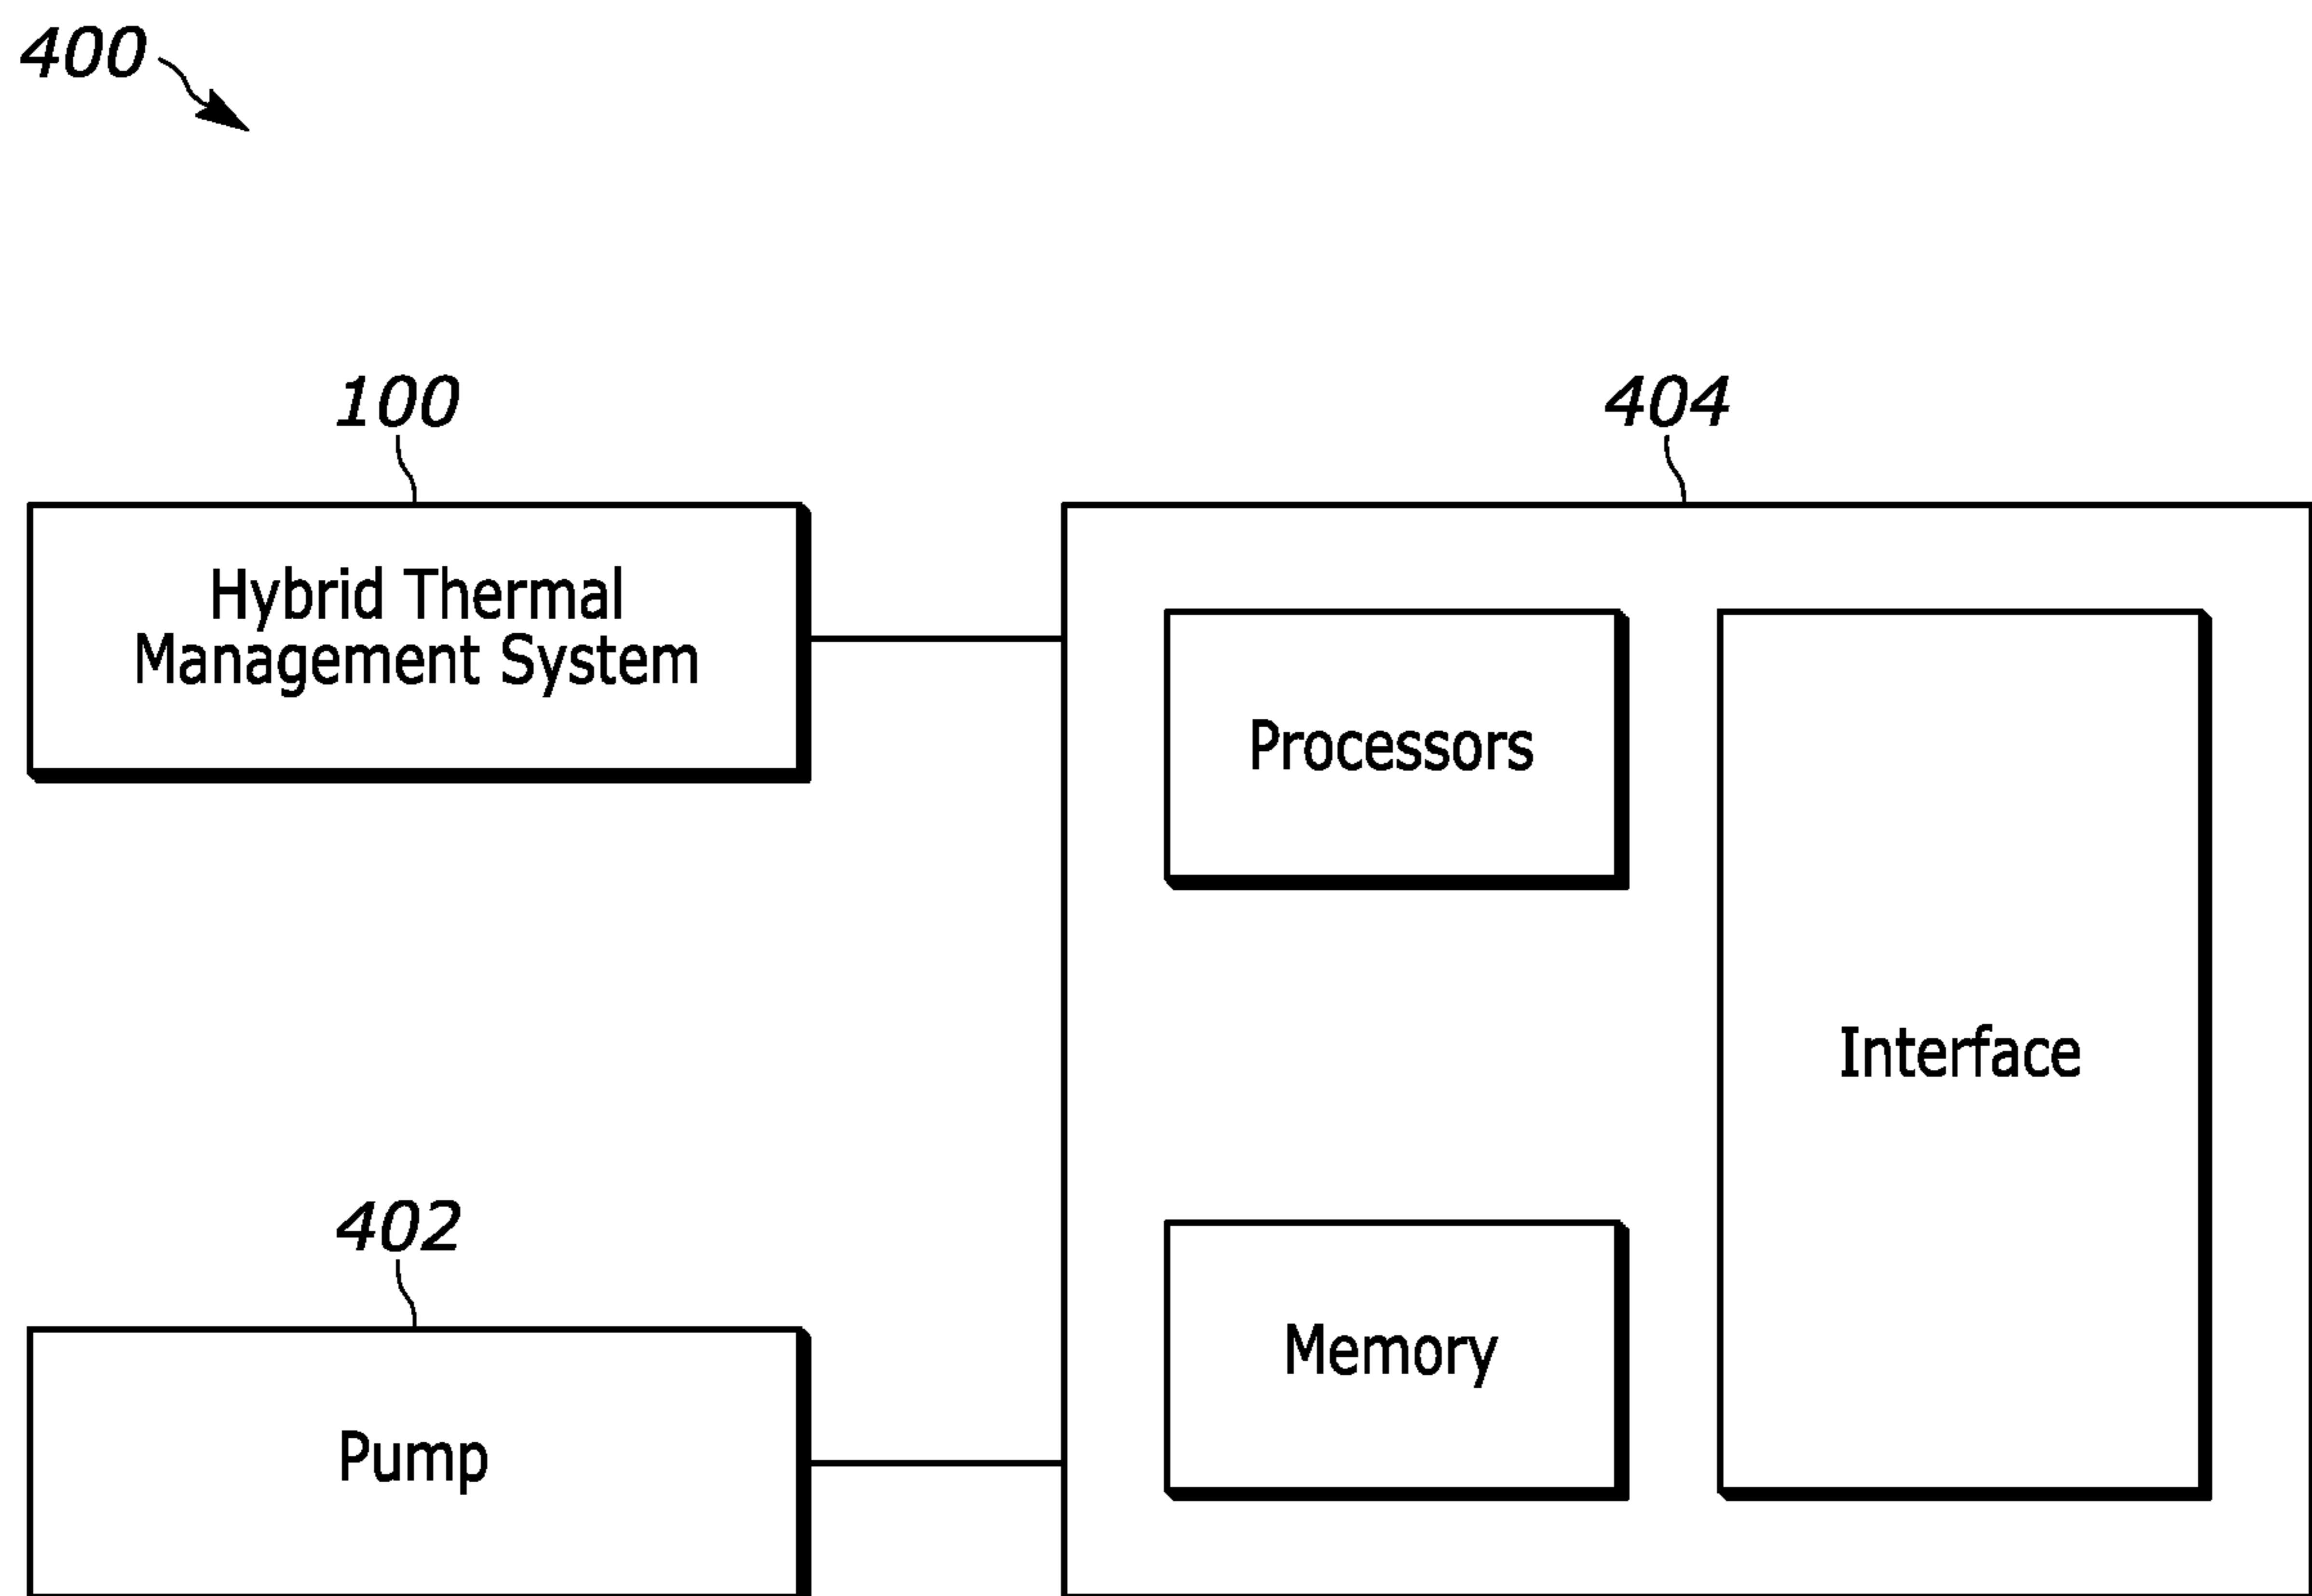 400
100
404
Hybrid Thermal
Management System
Processors
Interface
402
Memory
Pump